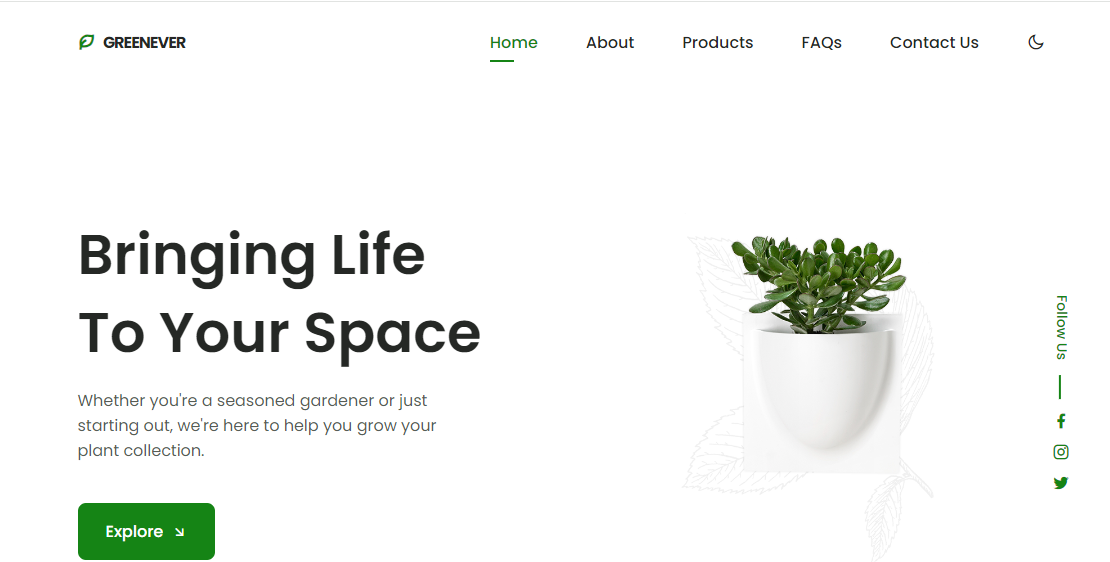 GREENEVER
Home
About
Products
FAQs
Contact Us
Bringing Life
To Your Space
Whether you're a seasoned gardener or just
starting out, we're here to help you grow your
plant collection.
Explore
Follow Us